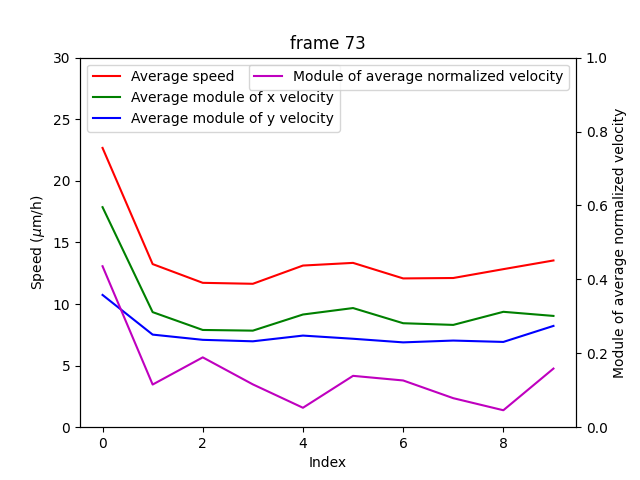 frame 73
Average speed
Average module of x velocity
Average module of y velocity
Module of average normalized velocity
30
25
20
15
10
5
0
Speed (μm/h)
1.0
0.8
0.6
0.4
0.2
0.0
Module of average normalized velocity
0 2 4 6 8
Index